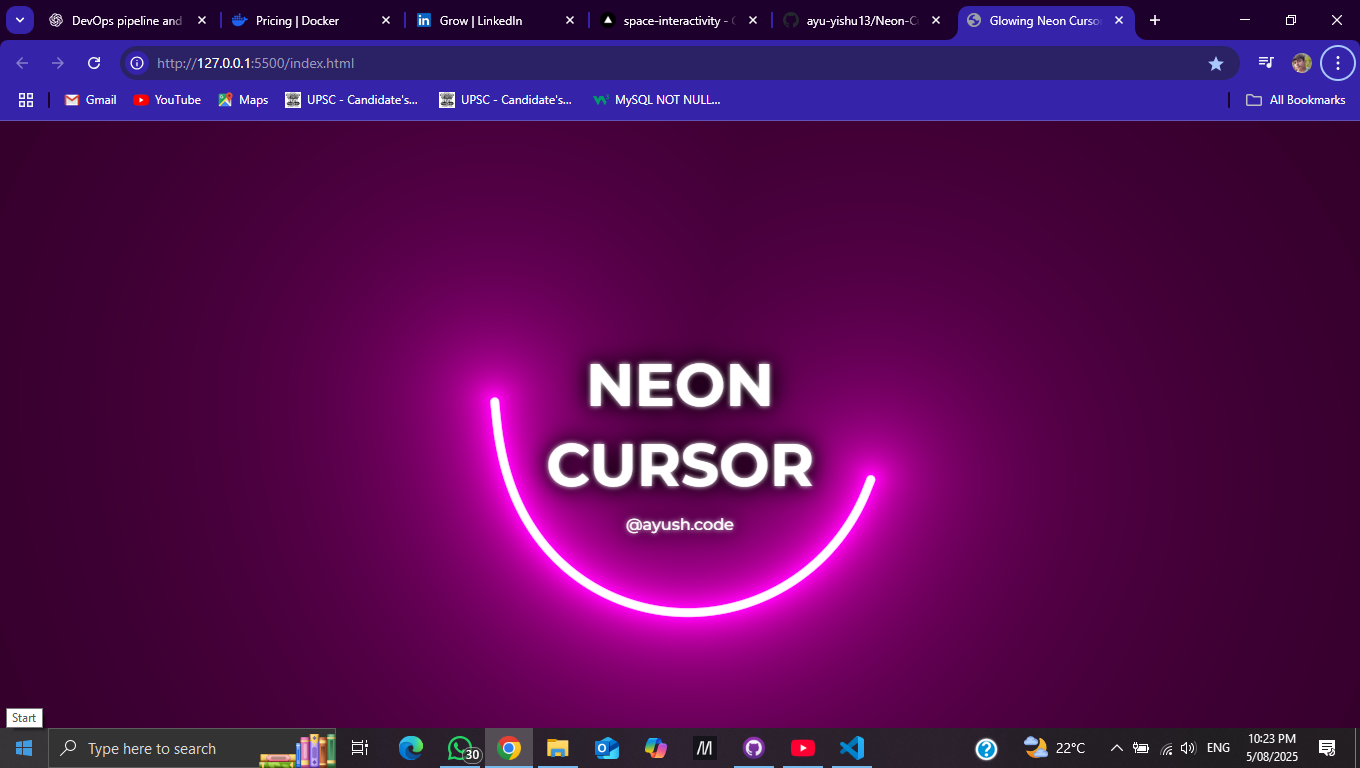 DevOps pipeline and
Pricing | Docker
Grow | LinkedIn
space-interactivity -
ayu-yishu13/Neon-C
Glowing Neon Curso
http://127.0.0.1:5500/index.html
Gmail
YouTube
Maps
UPSC - Candidate's...
UPSC - Candidate's...
MySQL NOT NULL...
All Bookmarks
NEON
CURSOR
@ayush.code
Start
Type here to search
30
22°C
ENG
10:23 PM
5/08/2025